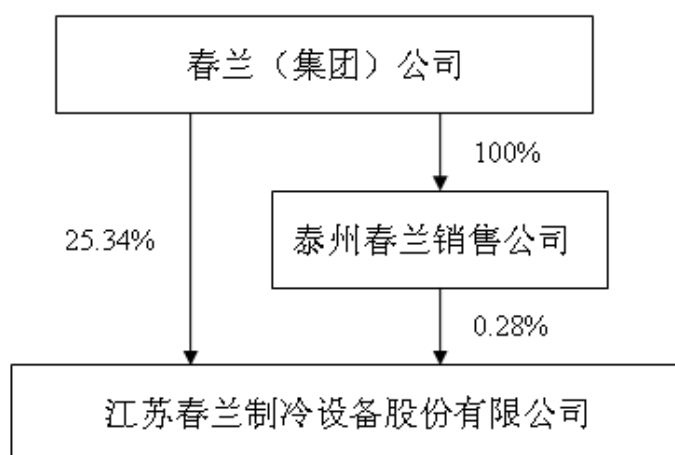 春兰（集团）公司
100%
25.34%
泰州春兰销售公司
0.28%
江苏春兰制冷设备股份有限公司